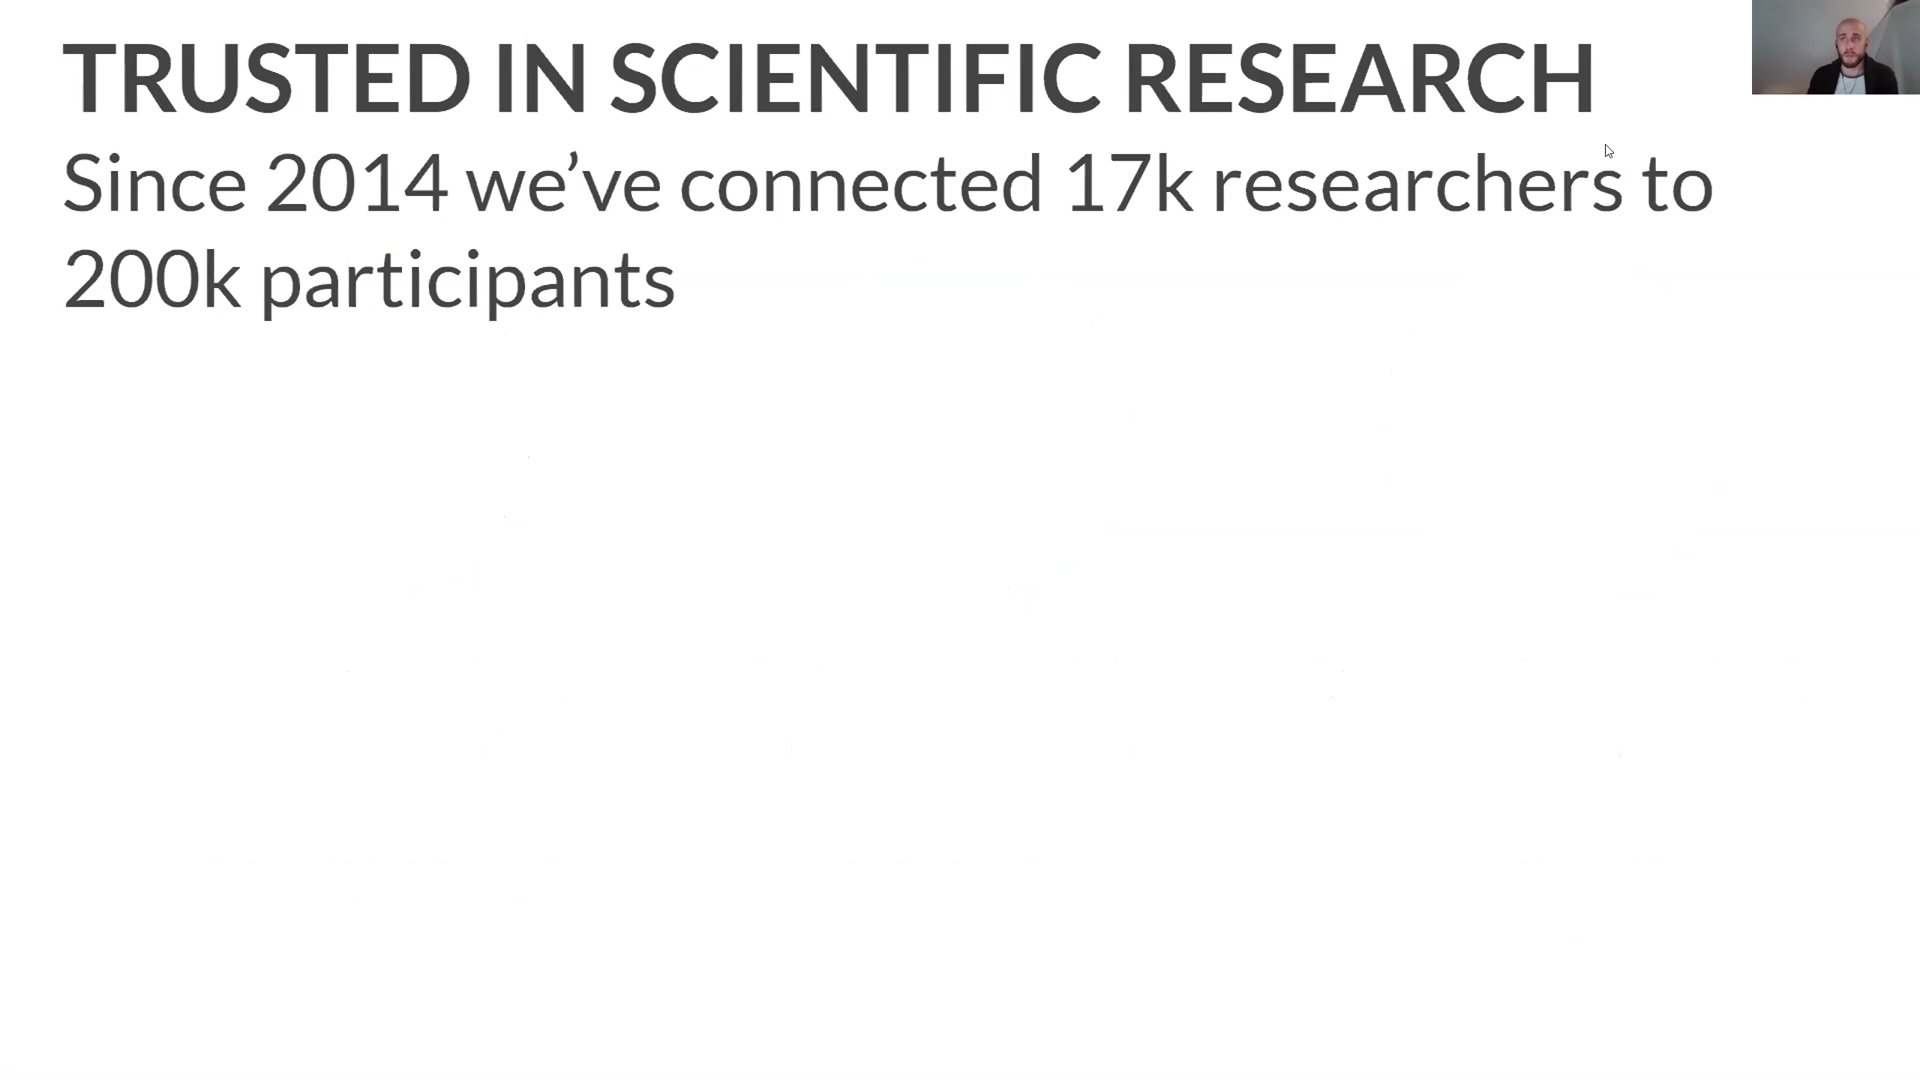 TRUSTED IN SCIENTIFIC RESEARCH
Since 2014 we’ve connected 17k researchers to
200k participants